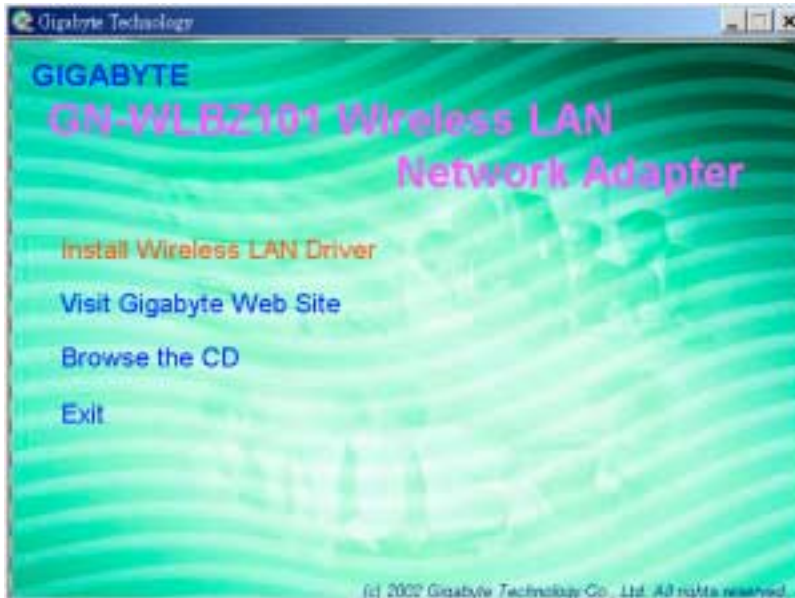 Gigabyte Technology
GIGABYTE
GN-WLBZ101 Wireless LAN
Network Adapter
Install Wireless LAN Driver
Visit Gigabyte Web Site
Browse the CD
Exit
(c) 2002 Gigabyte Technology Co., Ltd. All rights reserved.